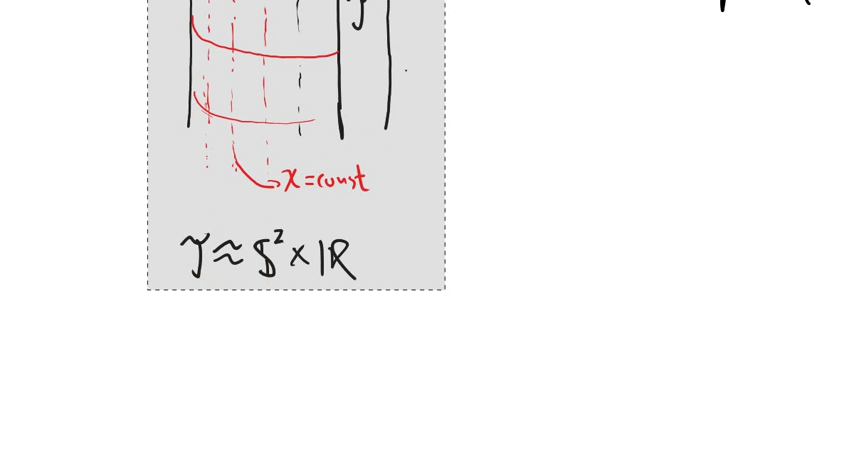 x = const
𝒥 ≈ S² × ℝ